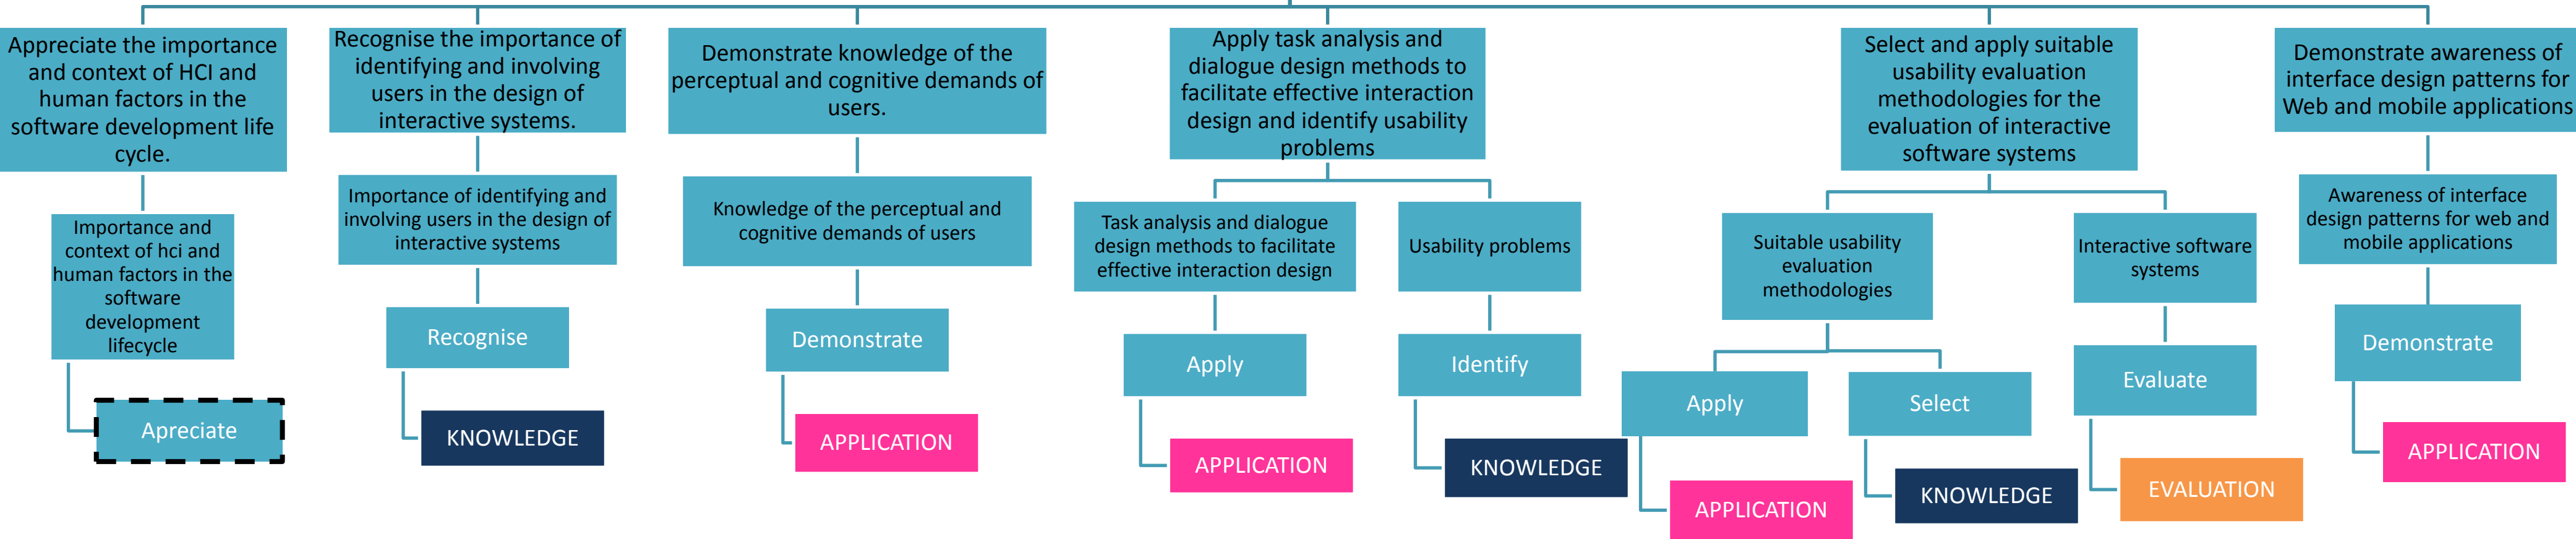 Appreciate the importance
and context of HCI and
human factors in the
software development life
cycle.
Importance and
context of hci and
human factors in the
software
development
lifecycle
Apreciate
Recognise the importance of
identifying and involving
users in the design of
interactive systems.
Importance of identifying and
involving users in the design of
interactive systems
Recognise
KNOWLEDGE
Demonstrate knowledge of the
perceptual and cognitive demands of
users.
Knowledge of the perceptual and
cognitive demands of users
Demonstrate
APPLICATION
Apply task analysis and
dialogue design methods to
facilitate effective interaction
design and identify usability
problems
Task analysis and dialogue
design methods to facilitate
effective interaction design
Apply
APPLICATION
Usability problems
Identify
KNOWLEDGE
Select and apply suitable
usability evaluation
methodologies for the
evaluation of interactive
software systems
Suitable usability
evaluation
methodologies
Apply
APPLICATION
Select
KNOWLEDGE
Interactive software
systems
Evaluate
EVALUATION
Demonstrate awareness of
interface design patterns for
Web and mobile applications
Awareness of interface
design patterns for web and
mobile applications
Demonstrate
APPLICATION